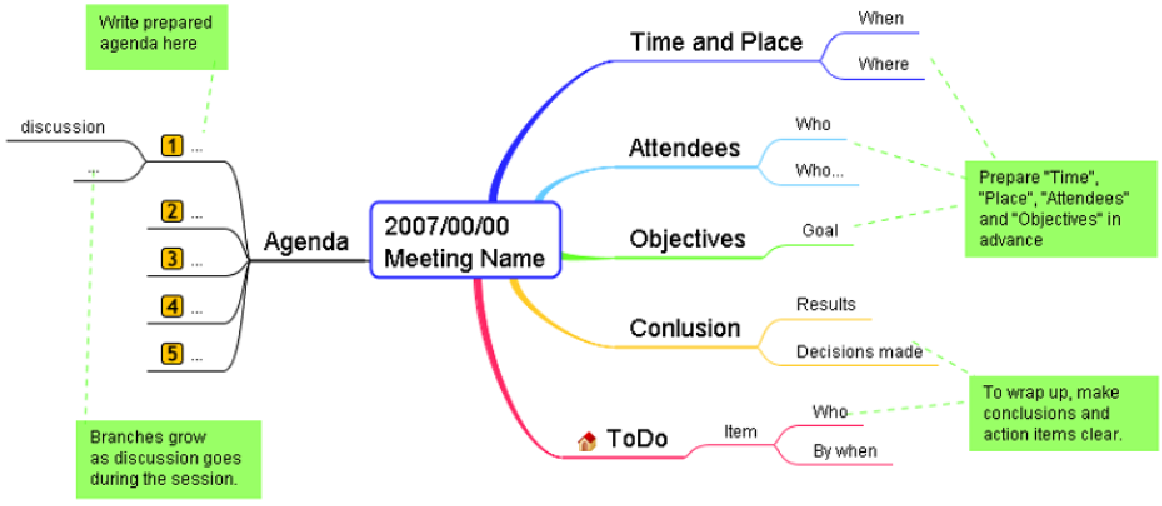 Write prepared
agenda here
discussion
...
1 ...
2 ...
3 ...
4 ...
5 ...
Agenda
Branches grow
as discussion goes
during the session.
2007/00/00
Meeting Name
Time and Place
When
Where
Attendees
Who
Who...
Objectives
Goal
Conlusion
Results
Decisions made
ToDo
Item
Who
By when
Prepare "Time",
"Place", "Attendees"
and "Objectives" in
advance
To wrap up, make
conclusions and
action items clear.